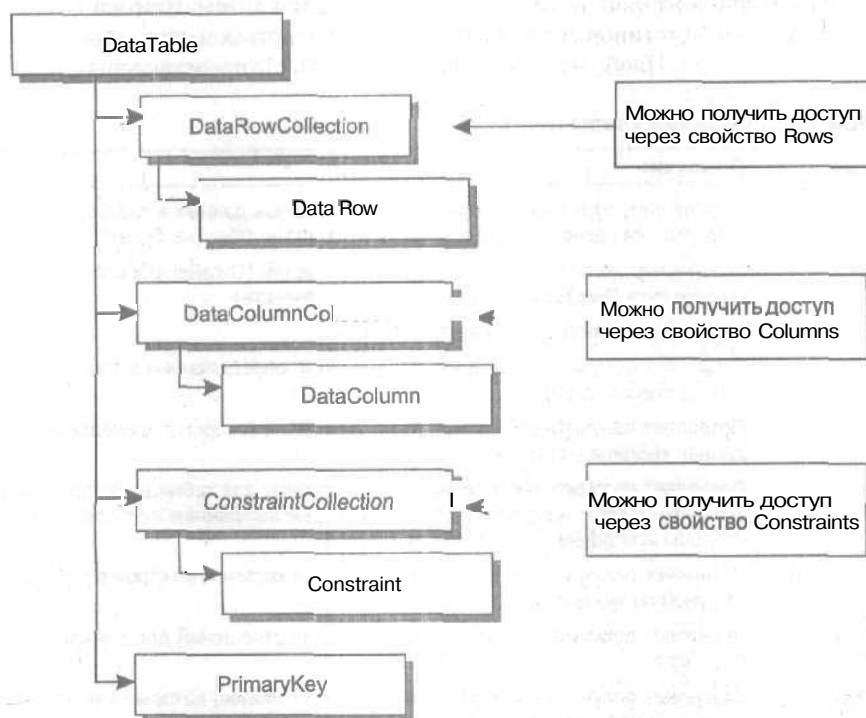 DataTable
DataRowCollection
Можно получить доступ
через свойство Rows
Data Row
DataColumnCol
Можно получить доступ
через свойство Columns
DataColumn
ConstraintCollection
Можно получить доступ
через свойство Constraints
Constraint
PrimaryKey